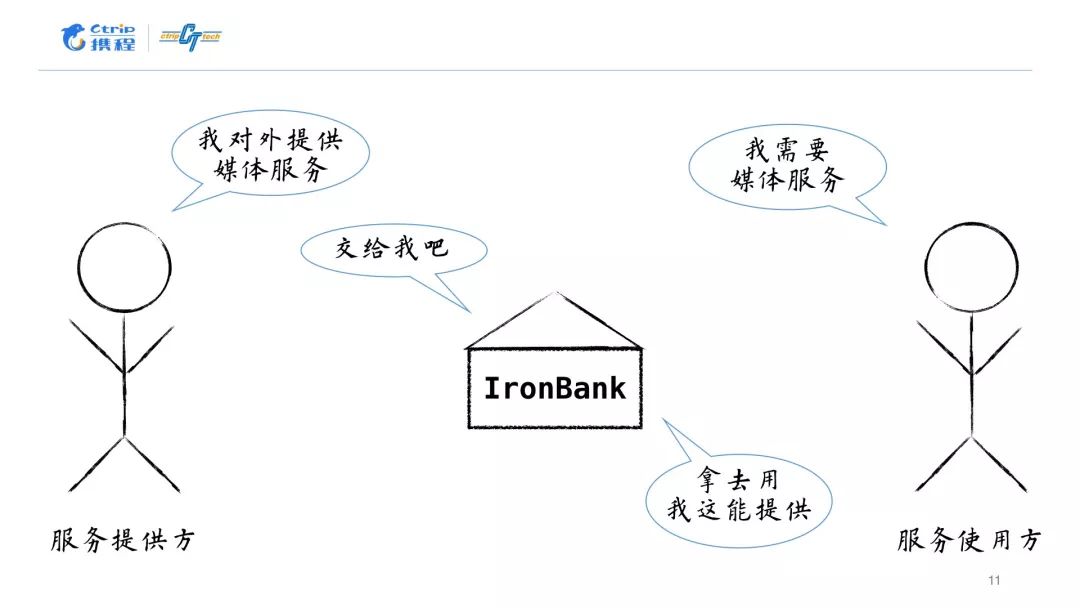 Ctrip
携程
ctrip CT tech
我对外提供
媒体服务
我需要
媒体服务
交给我吧
IronBank
拿去用
我这能提供
服务提供方
服务使用方
11